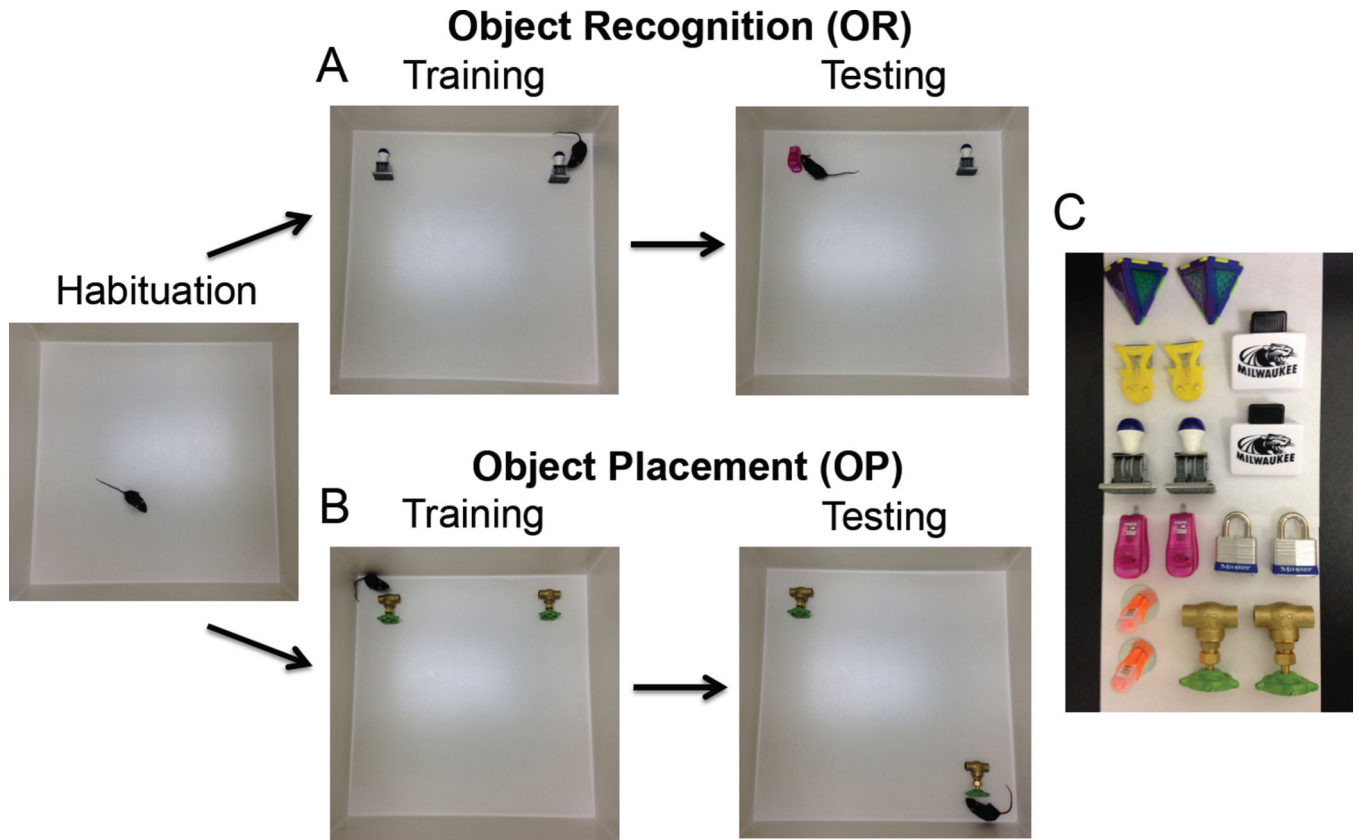 Object Recognition (OR)
A
Training
Testing
Habituation
Object Placement (OP)
B
Training
Testing
C
MILWAUKEE
MILWAUKEE
Master
Master